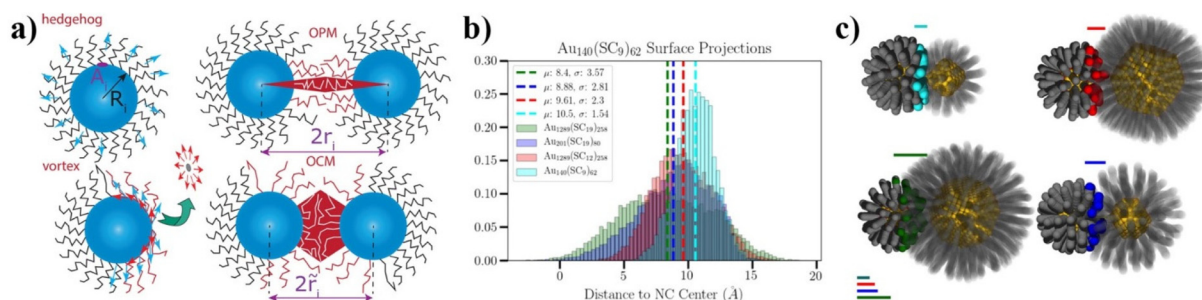 a)
hedgehog
A
R
i
vortex
OPM
2r_i
OCM
2r̃_i
b)
Au₁₄₀(SC₉)₆₂ Surface Projections
0.30
0.25
0.20
0.15
0.10
0.05
0.00
μ: 8.4, σ: 3.57
μ: 8.88, σ: 2.81
μ: 9.61, σ: 2.3
μ: 10.5, σ: 1.54
Au₁₂₈₉(SC₁₉)₂₅₈
Au₂₀₁(SC₁₉)₈₀
Au₁₂₈₉(SC₁₂)₂₅₈
Au₁₄₀(SC₉)₆₂
0 5 10 15 20
Distance to NC Center (Å)
c)